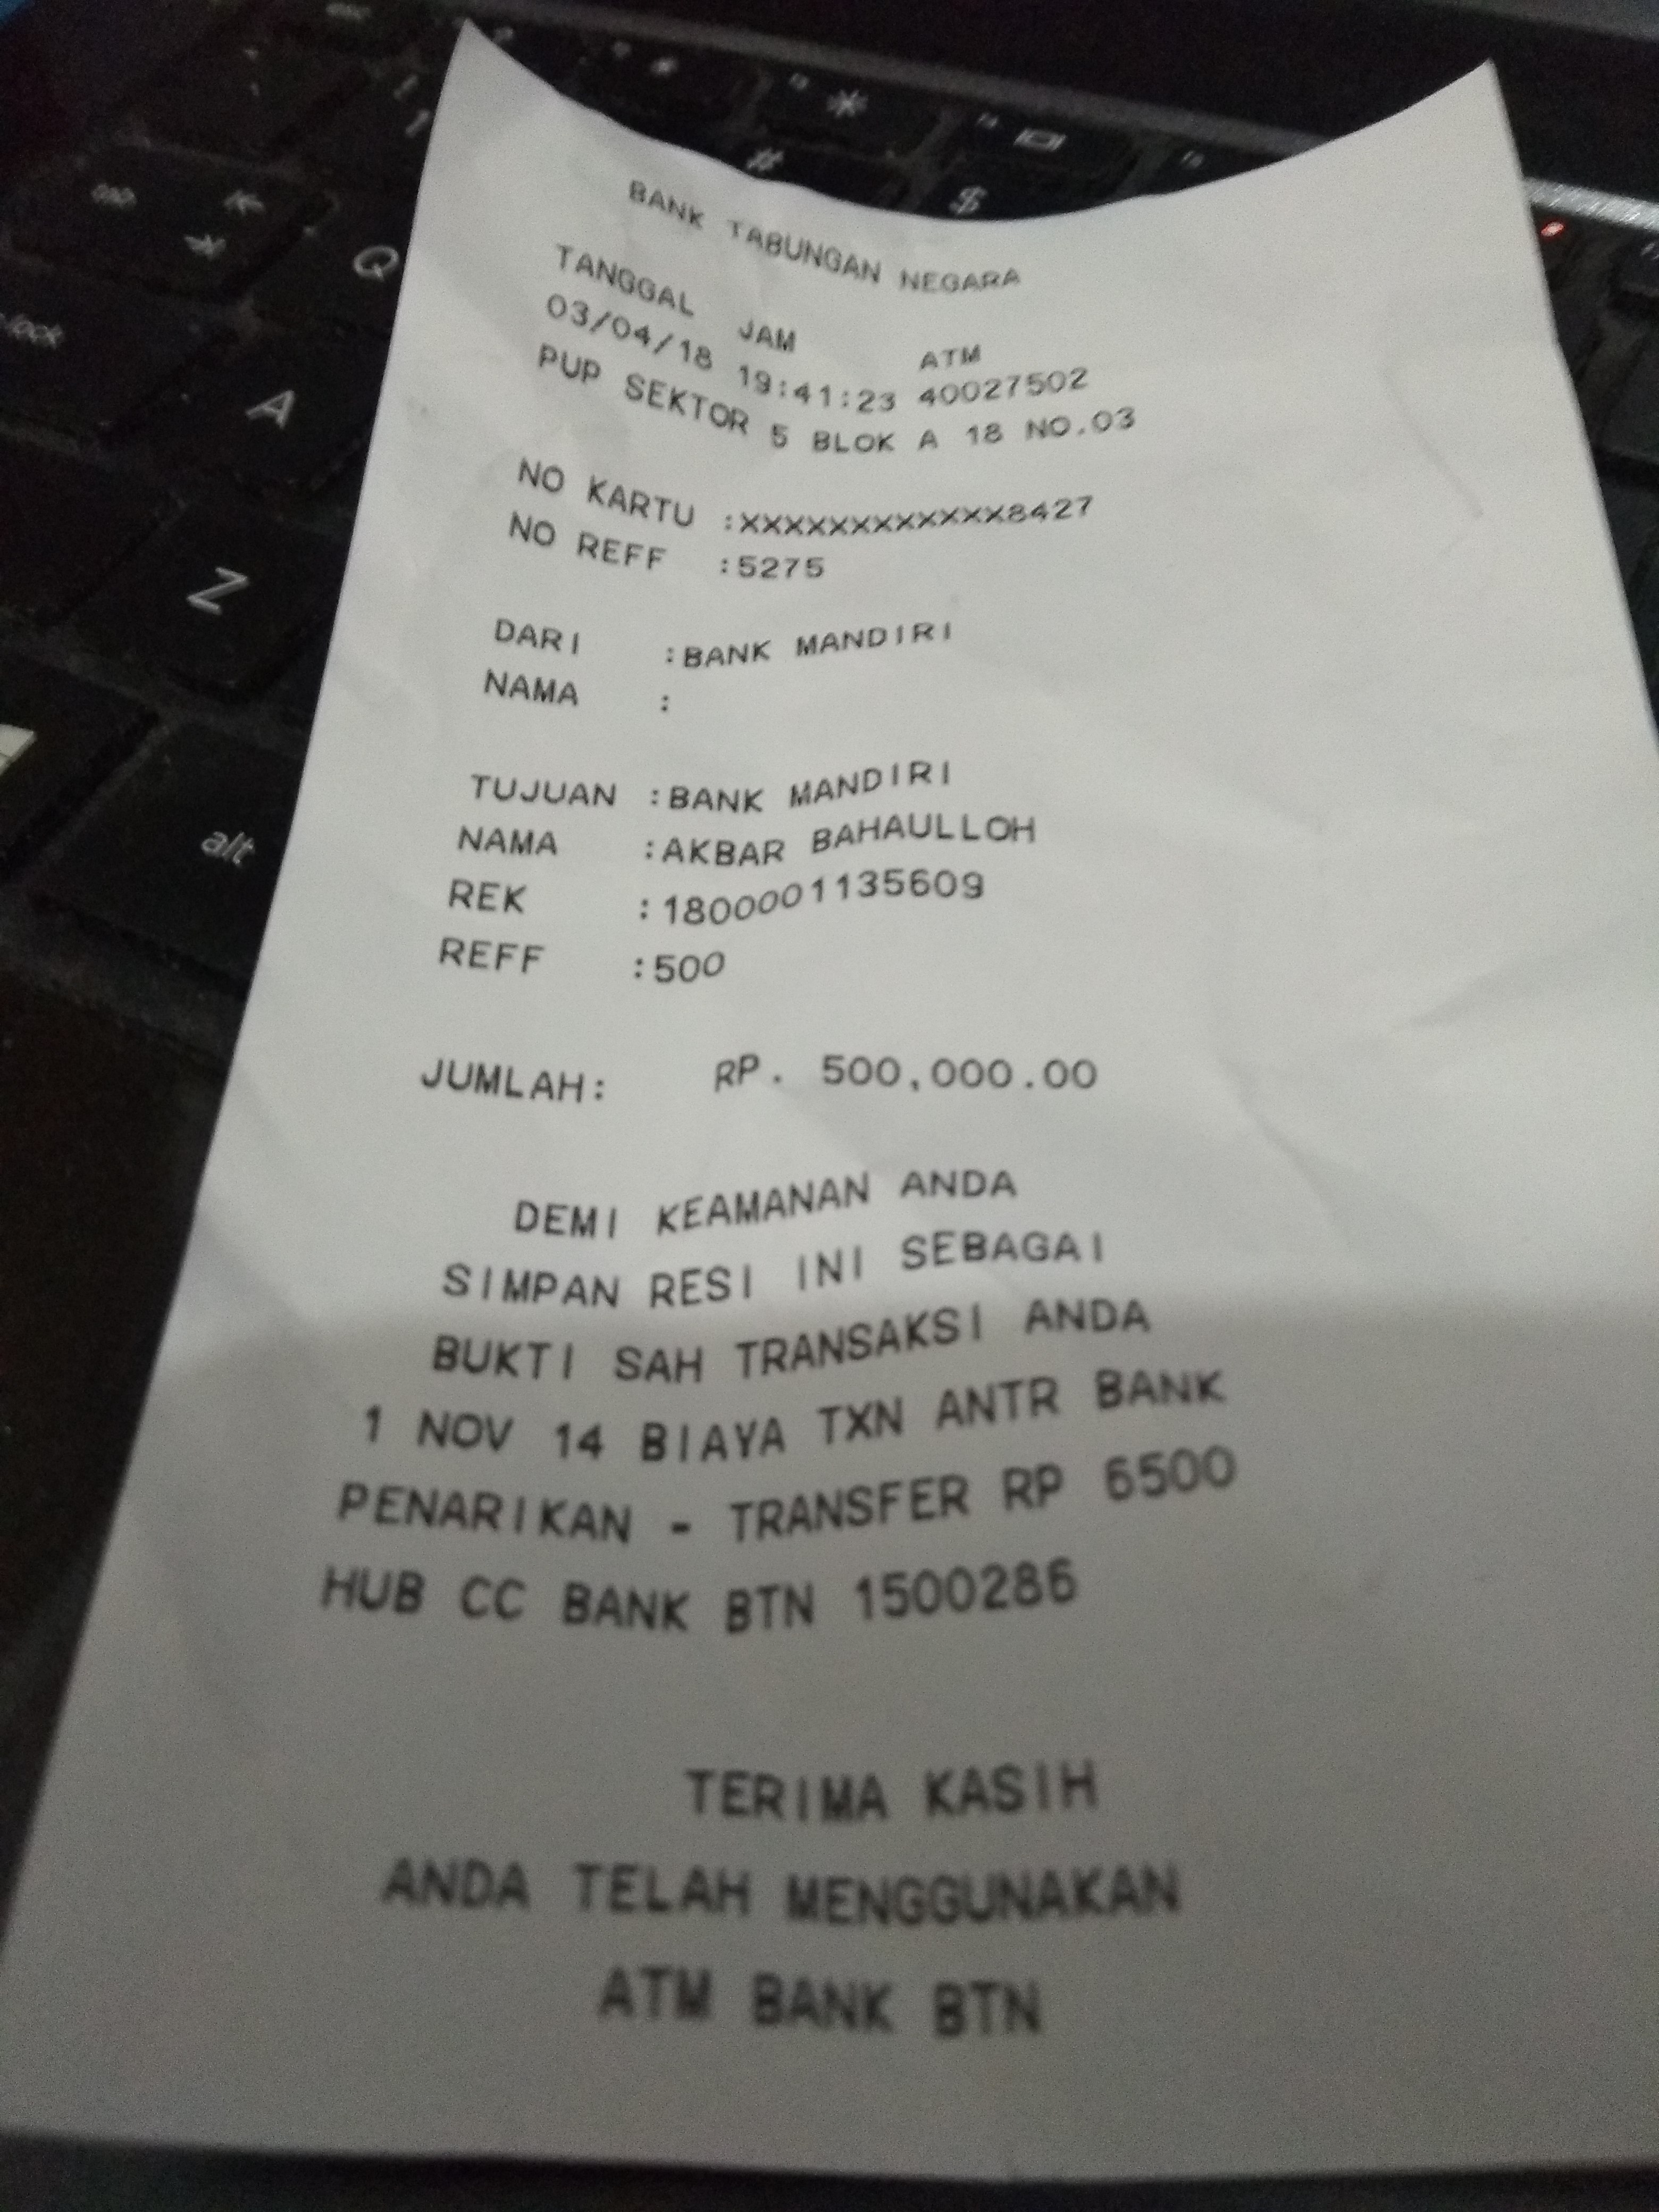 BANK TABUNGAN NEGARA
TANGGAL JAM ATM
03/04/18 19:41:23 40027502
PUP SEKTOR 5 BLOK A 18 NO.03
NO KARTU :XXXXXXXXXXXX8427
NO REFF :5275
DARI :BANK MANDIRI
NAMA :
TUJUAN :BANK MANDIRI
NAMA :AKBAR BAHAULLOH
REK :1800001135609
REFF :500
JUMLAH: RP. 500,000.00
DEMI KEAMANAN ANDA
SIMPAN RESI INI SEBAGAI
BUKTI SAH TRANSAKSI ANDA
1 NOV 14 BIAYA TXN ANTR BANK
PENARIKAN - TRANSFER RP 6500
HUB CC BANK BTN 1500286
TERIMA KASIH
ANDA TELAH MENGGUNAKAN
ATM BANK BTN
Q
A
Z
alt
#
$